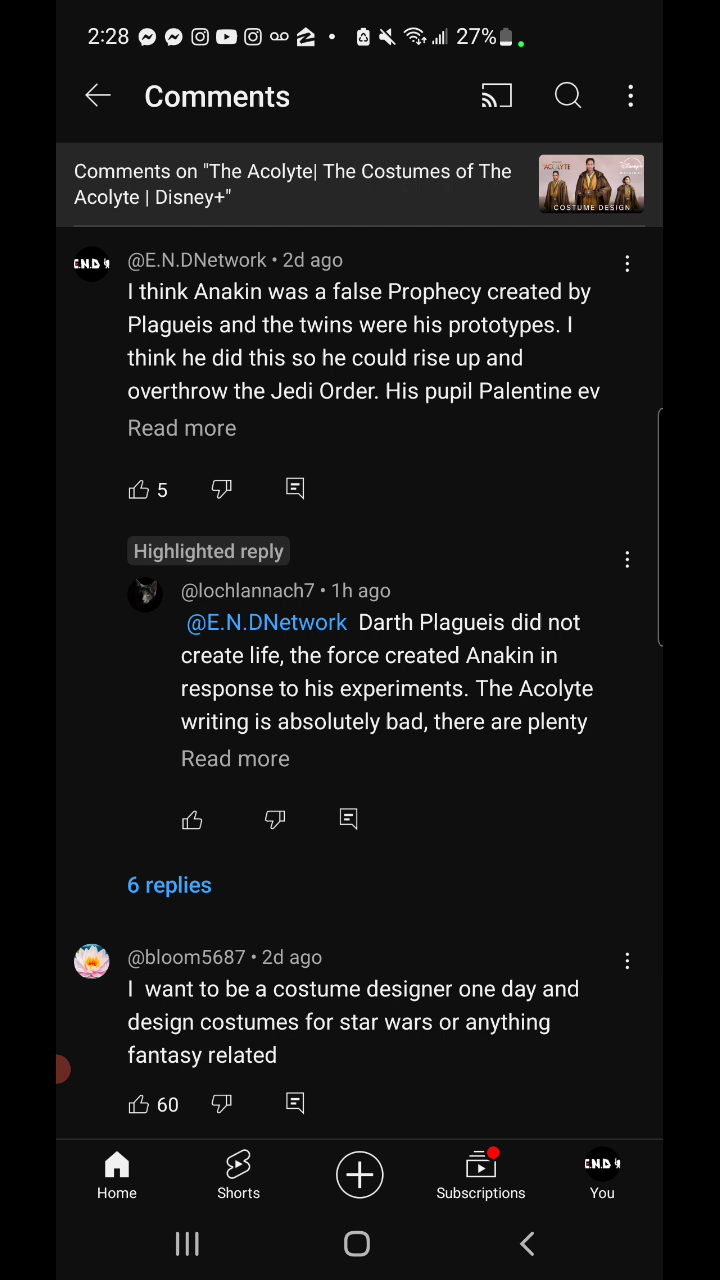 2:28 27%
Comments
Comments on "The Acolyte| The Costumes of The
Acolyte | Disney+"
ACOLYTE Disney+
COSTUME DESIGN
@E.N.DNetwork • 2d ago
I think Anakin was a false Prophecy created by
Plagueis and the twins were his prototypes. I
think he did this so he could rise up and
overthrow the Jedi Order. His pupil Palentine ev
Read more
5
Highlighted reply
@lochlannach7 • 1h ago
@E.N.DNetwork Darth Plagueis did not
create life, the force created Anakin in
response to his experiments. The Acolyte
writing is absolutely bad, there are plenty
Read more
6 replies
@bloom5687 • 2d ago
I want to be a costume designer one day and
design costumes for star wars or anything
fantasy related
60
Home Shorts Subscriptions You